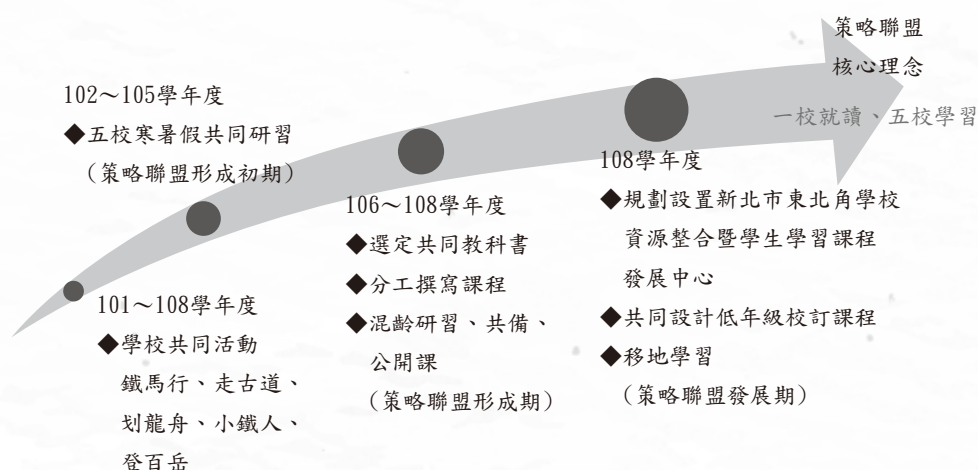 策略聯盟
核心理念
一校就讀、五校學習
102～105學年度
◆五校寒暑假共同研習
（策略聯盟形成初期）
101～108學年度
◆學校共同活動
鐵馬行、走古道、
划龍舟、小鐵人、
登百岳
106～108學年度
◆選定共同教科書
◆分工撰寫課程
◆混齡研習、共備、
公開課
（策略聯盟形成期）
108學年度
◆規劃設置新北市東北角學校
資源整合暨學生學習課程
發展中心
◆共同設計低年級校訂課程
◆移地學習
（策略聯盟發展期）